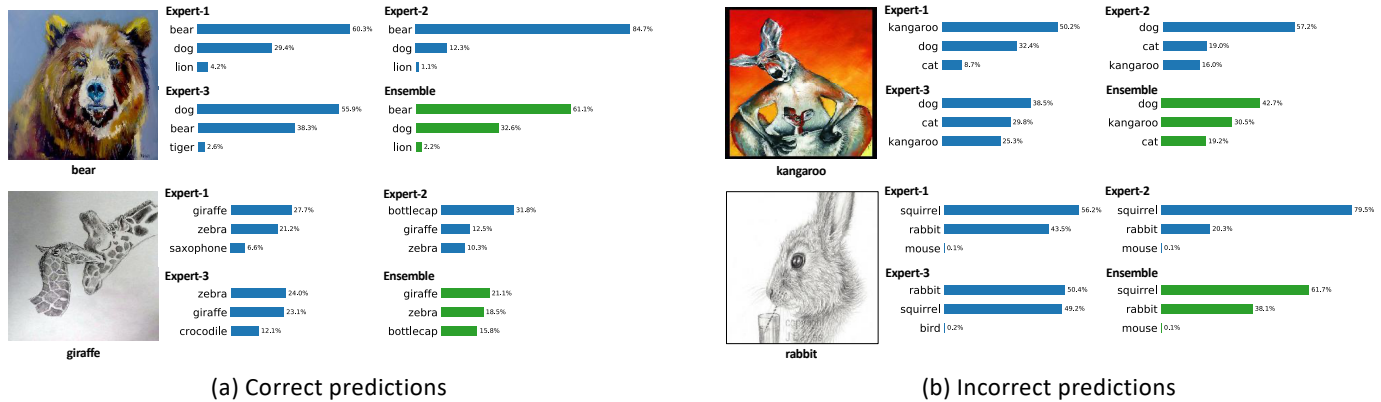 Expert-1
bear 60.3%
dog 29.4%
lion 4.2%
Expert-2
bear 84.7%
dog 12.3%
lion 1.1%
Expert-3
dog 55.9%
bear 38.3%
tiger 2.6%
Ensemble
bear 61.1%
dog 32.6%
lion 2.2%
bear
Expert-1
giraffe 27.7%
zebra 21.2%
saxophone 6.6%
Expert-2
bottlecap 31.8%
giraffe 12.5%
zebra 10.3%
Expert-3
zebra 24.0%
giraffe 23.1%
crocodile 12.1%
Ensemble
giraffe 21.1%
zebra 18.5%
bottlecap 15.8%
giraffe
(a) Correct predictions
Expert-1
kangaroo 50.2%
dog 32.4%
cat 8.7%
Expert-2
dog 57.2%
cat 19.0%
kangaroo 16.0%
Expert-3
dog 38.5%
cat 29.8%
kangaroo 25.3%
Ensemble
dog 42.7%
kangaroo 30.5%
cat 19.2%
kangaroo
Expert-1
squirrel 56.2%
rabbit 43.5%
mouse 0.1%
Expert-2
squirrel 79.5%
rabbit 20.3%
mouse 0.1%
Expert-3
rabbit 50.4%
squirrel 49.2%
bird 0.2%
Ensemble
squirrel 61.7%
rabbit 38.1%
mouse 0.1%
rabbit
(b) Incorrect predictions